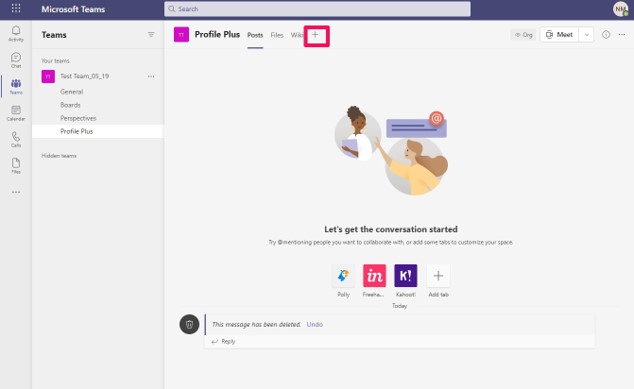 Microsoft Teams
Search
NM
Activity
Chat
Teams
Calendar
Calls
Files
Teams
Your teams
Test Team_05_19
General
Boards
Perspectives
Profile Plus
Hidden teams
Profile Plus Posts Files Wiki
Org
Meet
Let's get the conversation started
Try @mentioning people you want to collaborate with, or add some tabs to customize your space.
Polly Freeha... Kahoot! Add tab
Today
This message has been deleted. Undo
Reply